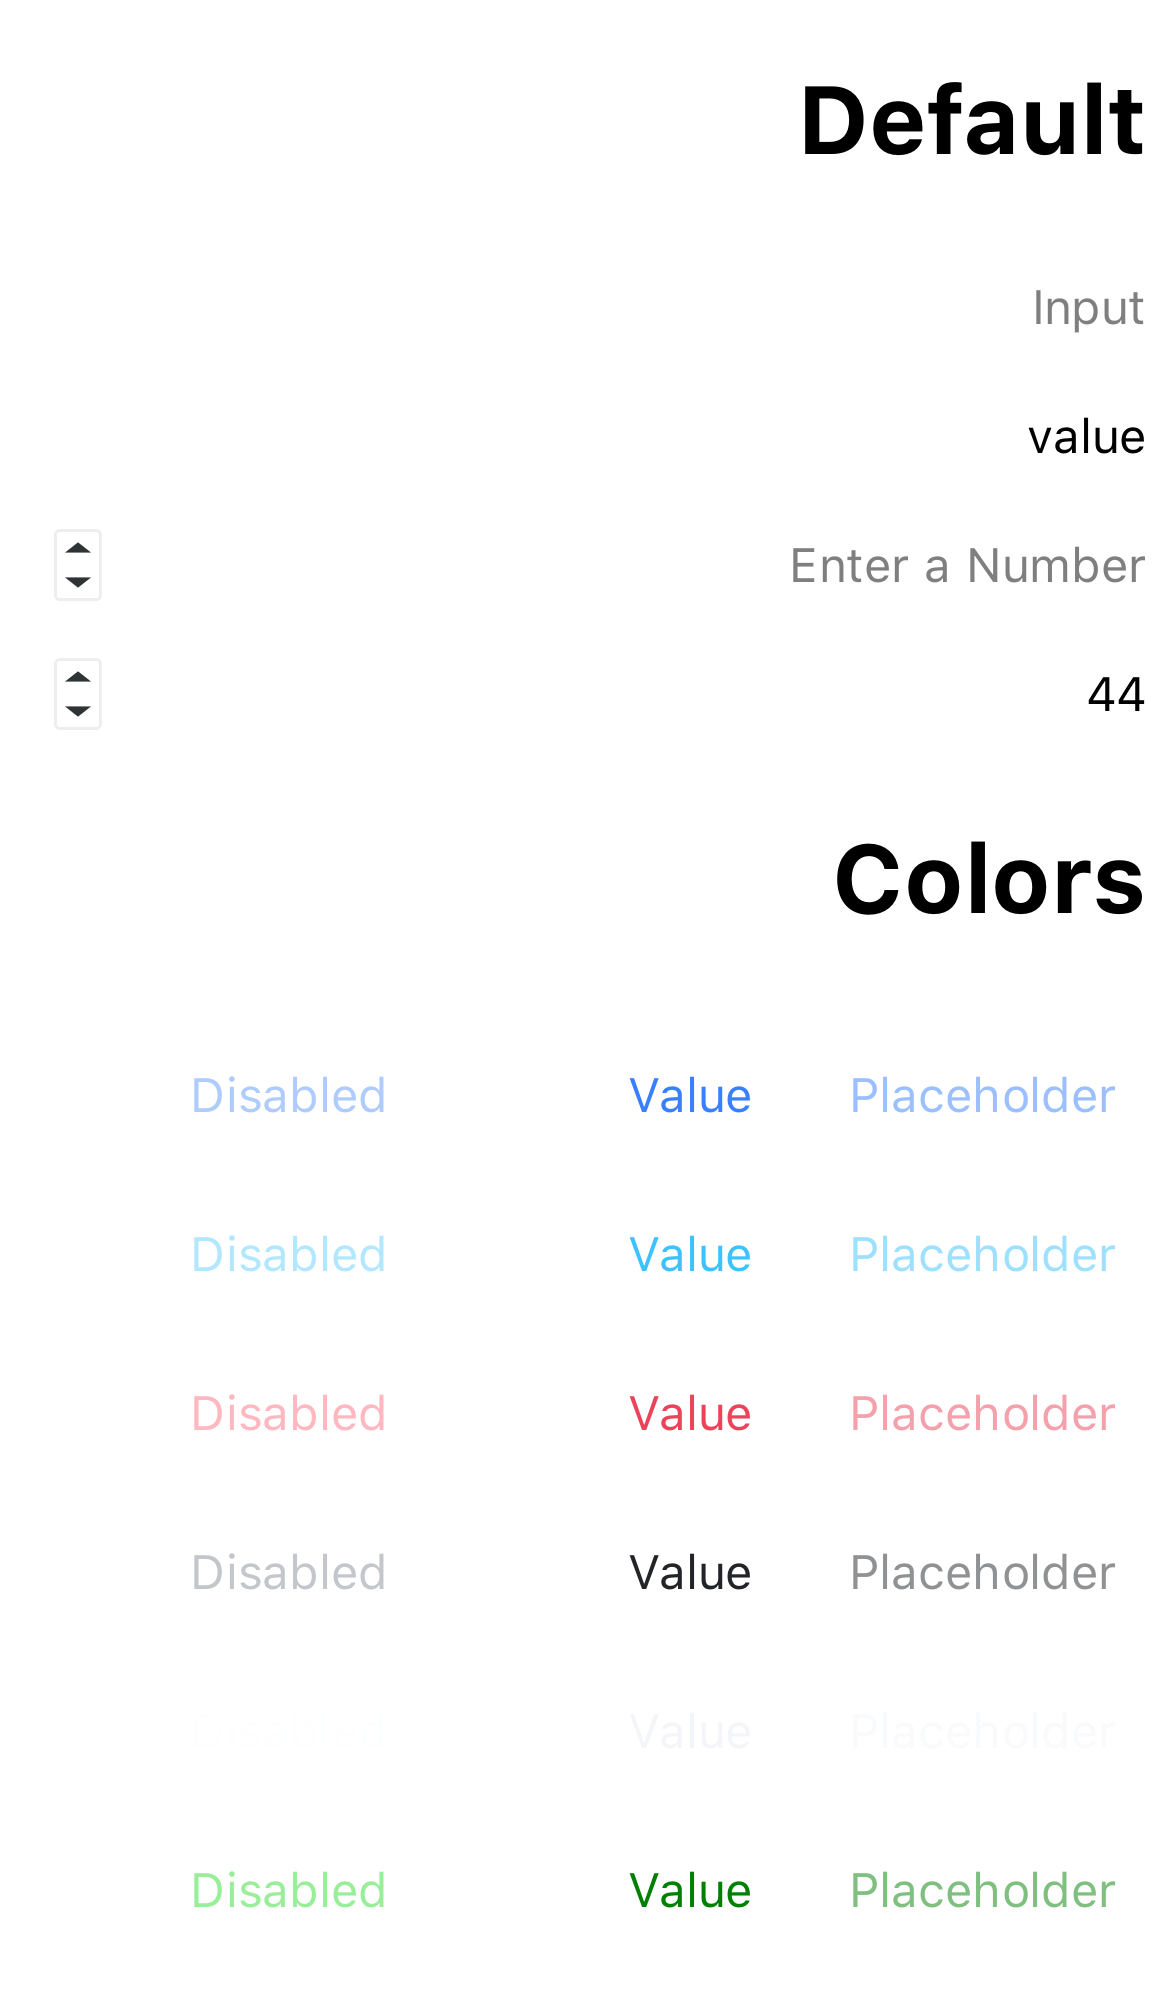 Default
Input
value
Enter a Number
44
Colors
Disabled Value Placeholder
Disabled Value Placeholder
Disabled Value Placeholder
Disabled Value Placeholder
Disabled Value Placeholder
Disabled Value Placeholder